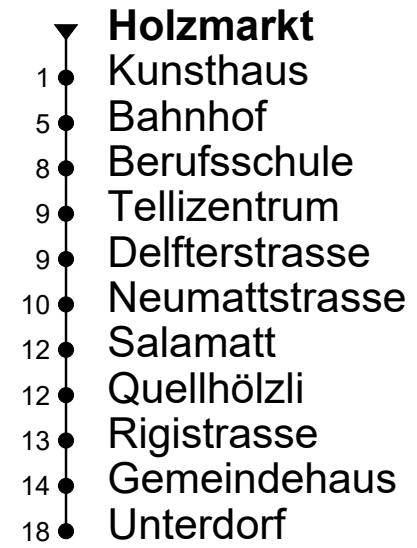 Holzmarkt
1 Kunsthaus
5 Bahnhof
8 Berufsschule
9 Tellizentrum
9 Delfterstrasse
10 Neumattstrasse
12 Salamatt
12 Quellhölzli
13 Rigistrasse
14 Gemeindehaus
18 Unterdorf